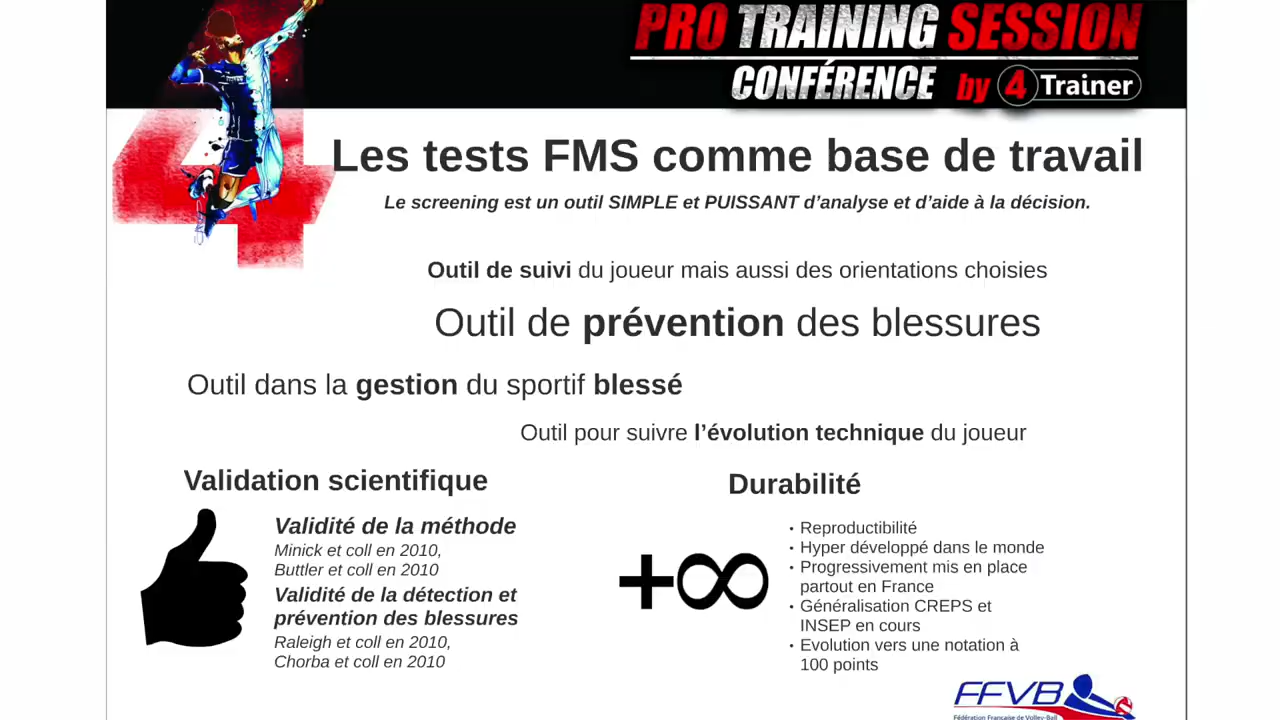 PRO TRAINING SESSION
CONFÉRENCE by 4 Trainer
4
Les tests FMS comme base de travail
Le screening est un outil SIMPLE et PUISSANT d’analyse et d’aide à la décision.
Outil de suivi du joueur mais aussi des orientations choisies
Outil de prévention des blessures
Outil dans la gestion du sportif blessé
Outil pour suivre l’évolution technique du joueur
Validation scientifique
Validité de la méthode
Minick et coll en 2010,
Buttler et coll en 2010
Validité de la détection et
prévention des blessures
Raleigh et coll en 2010,
Chorba et coll en 2010
Durabilité
+∞
• Reproductibilité
• Hyper développé dans le monde
• Progressivement mis en place
partout en France
• Généralisation CREPS et
INSEP en cours
• Evolution vers une notation à
100 points
FFVB
Fédération Française de Volley-Ball